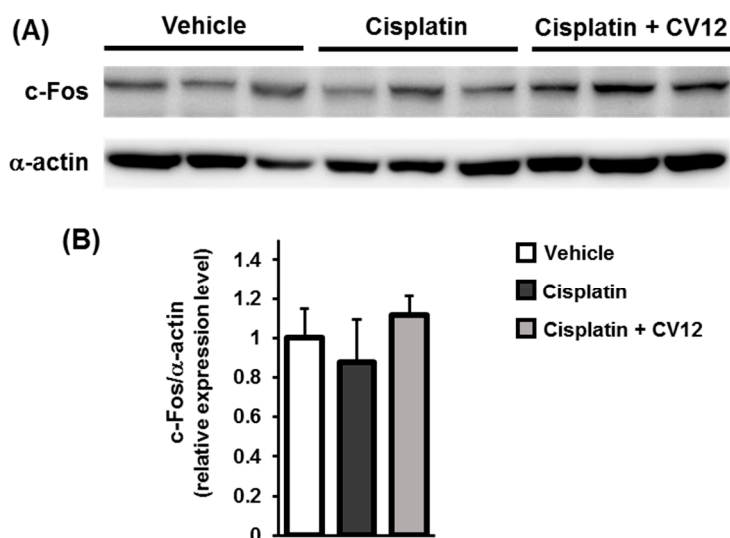 (A)
Vehicle Cisplatin Cisplatin + CV12
c-Fos
α-actin
(B)
c-Fos/α-actin
(relative expression level)
1.4
1.2
1
0.8
0.6
0.4
0.2
0
Vehicle
Cisplatin
Cisplatin + CV12